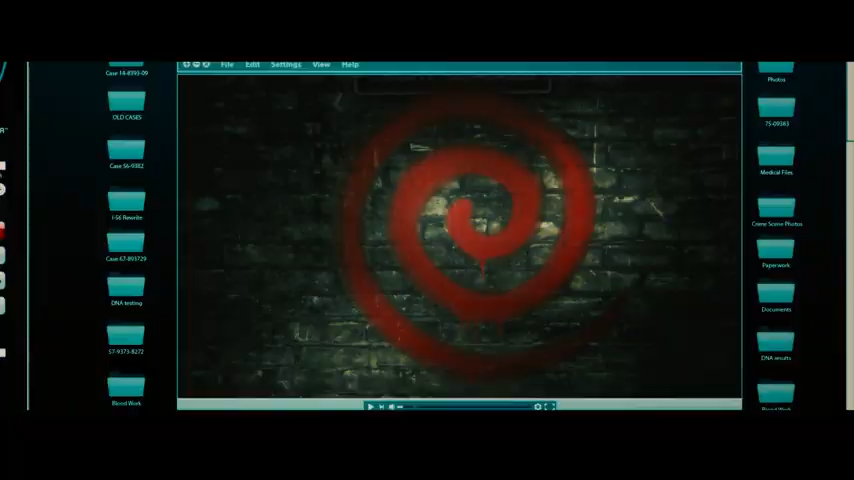 File Edit Settings View Help
Case 14-8393-09
OLD CASES
Case 56-9382
I-56 Rewrite
Case 67-893729
DNA testing
57-9373-8272
Blood Work
Photos
75-09383
Medical Files
Crime Scene Photos
Paperwork
Documents
DNA results